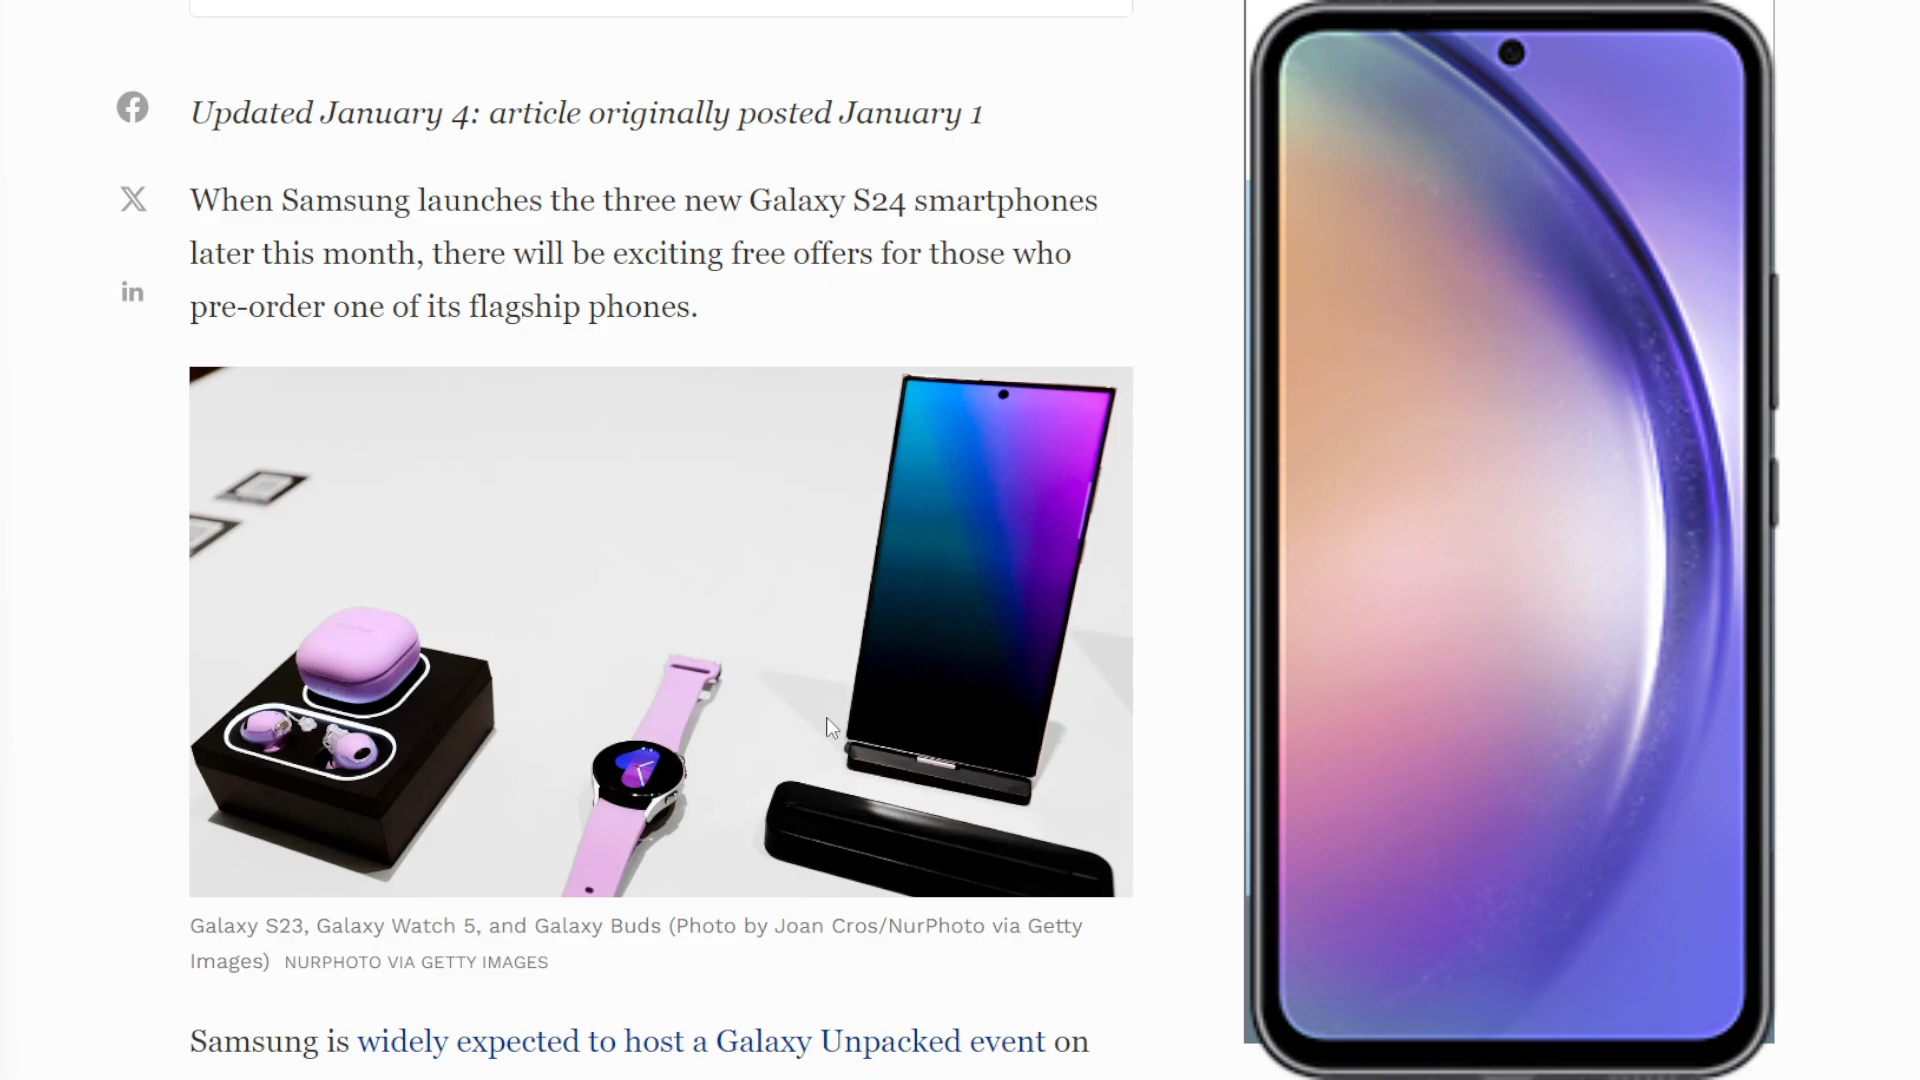 Updated January 4: article originally posted January 1
When Samsung launches the three new Galaxy S24 smartphones
later this month, there will be exciting free offers for those who
pre-order one of its flagship phones.
Galaxy S23, Galaxy Watch 5, and Galaxy Buds (Photo by Joan Cros/NurPhoto via Getty
Images) NURPHOTO VIA GETTY IMAGES
Samsung is widely expected to host a Galaxy Unpacked event on